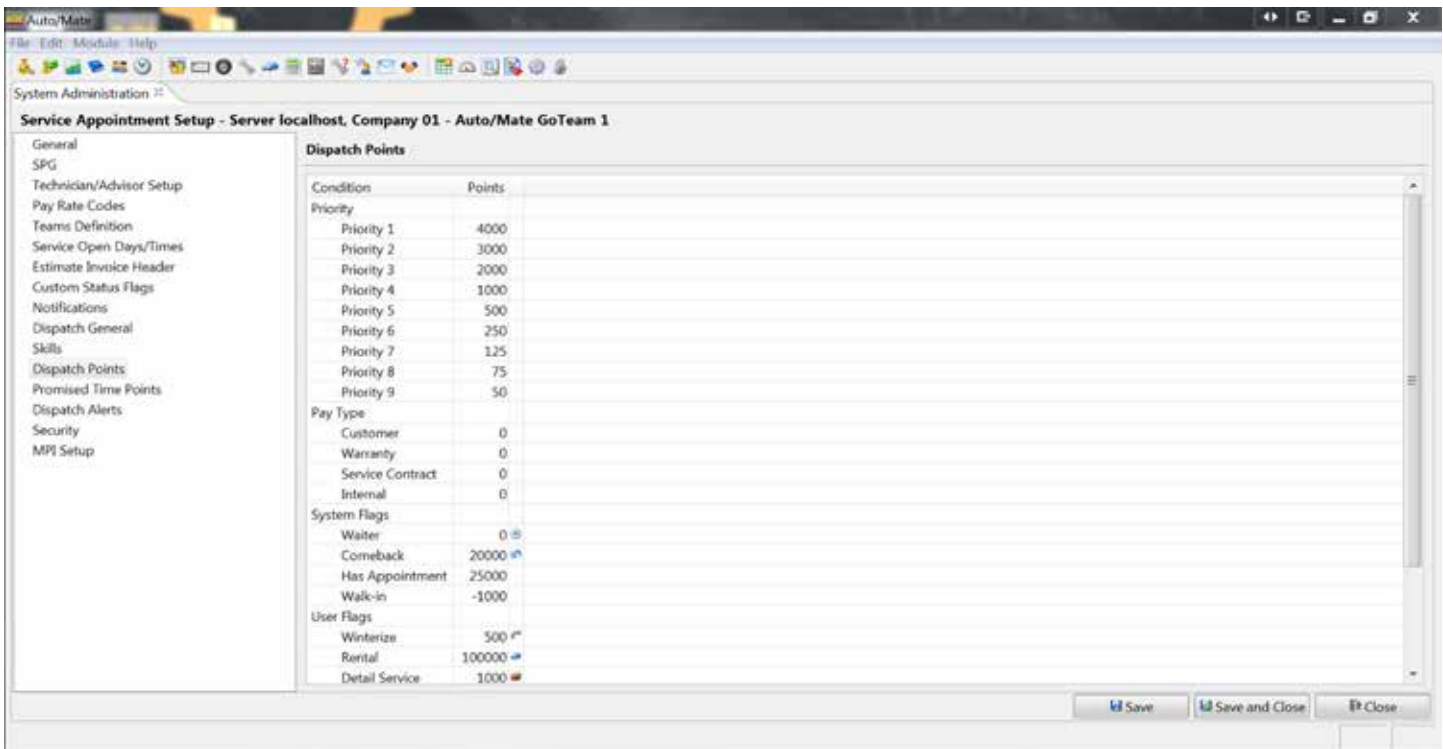 Auto/Mate
File Edit Module Help
System Administration
Service Appointment Setup - Server localhost, Company 01 - Auto/Mate GoTeam 1
General
SPG
Technician/Advisor Setup
Pay Rate Codes
Teams Definition
Service Open Days/Times
Estimate Invoice Header
Custom Status Flags
Notifications
Dispatch General
Skills
Dispatch Points
Promised Time Points
Dispatch Alerts
Security
MPI Setup
Dispatch Points
Condition Points
Priority
Priority 1 4000
Priority 2 3000
Priority 3 2000
Priority 4 1000
Priority 5 500
Priority 6 250
Priority 7 125
Priority 8 75
Priority 9 50
Pay Type
Customer 0
Warranty 0
Service Contract 0
Internal 0
System Flags
Waiter 0
Comeback 20000
Has Appointment 25000
Walk-in -1000
User Flags
Winterize 500
Rental 100000
Detail Service 1000
Save Save and Close Close